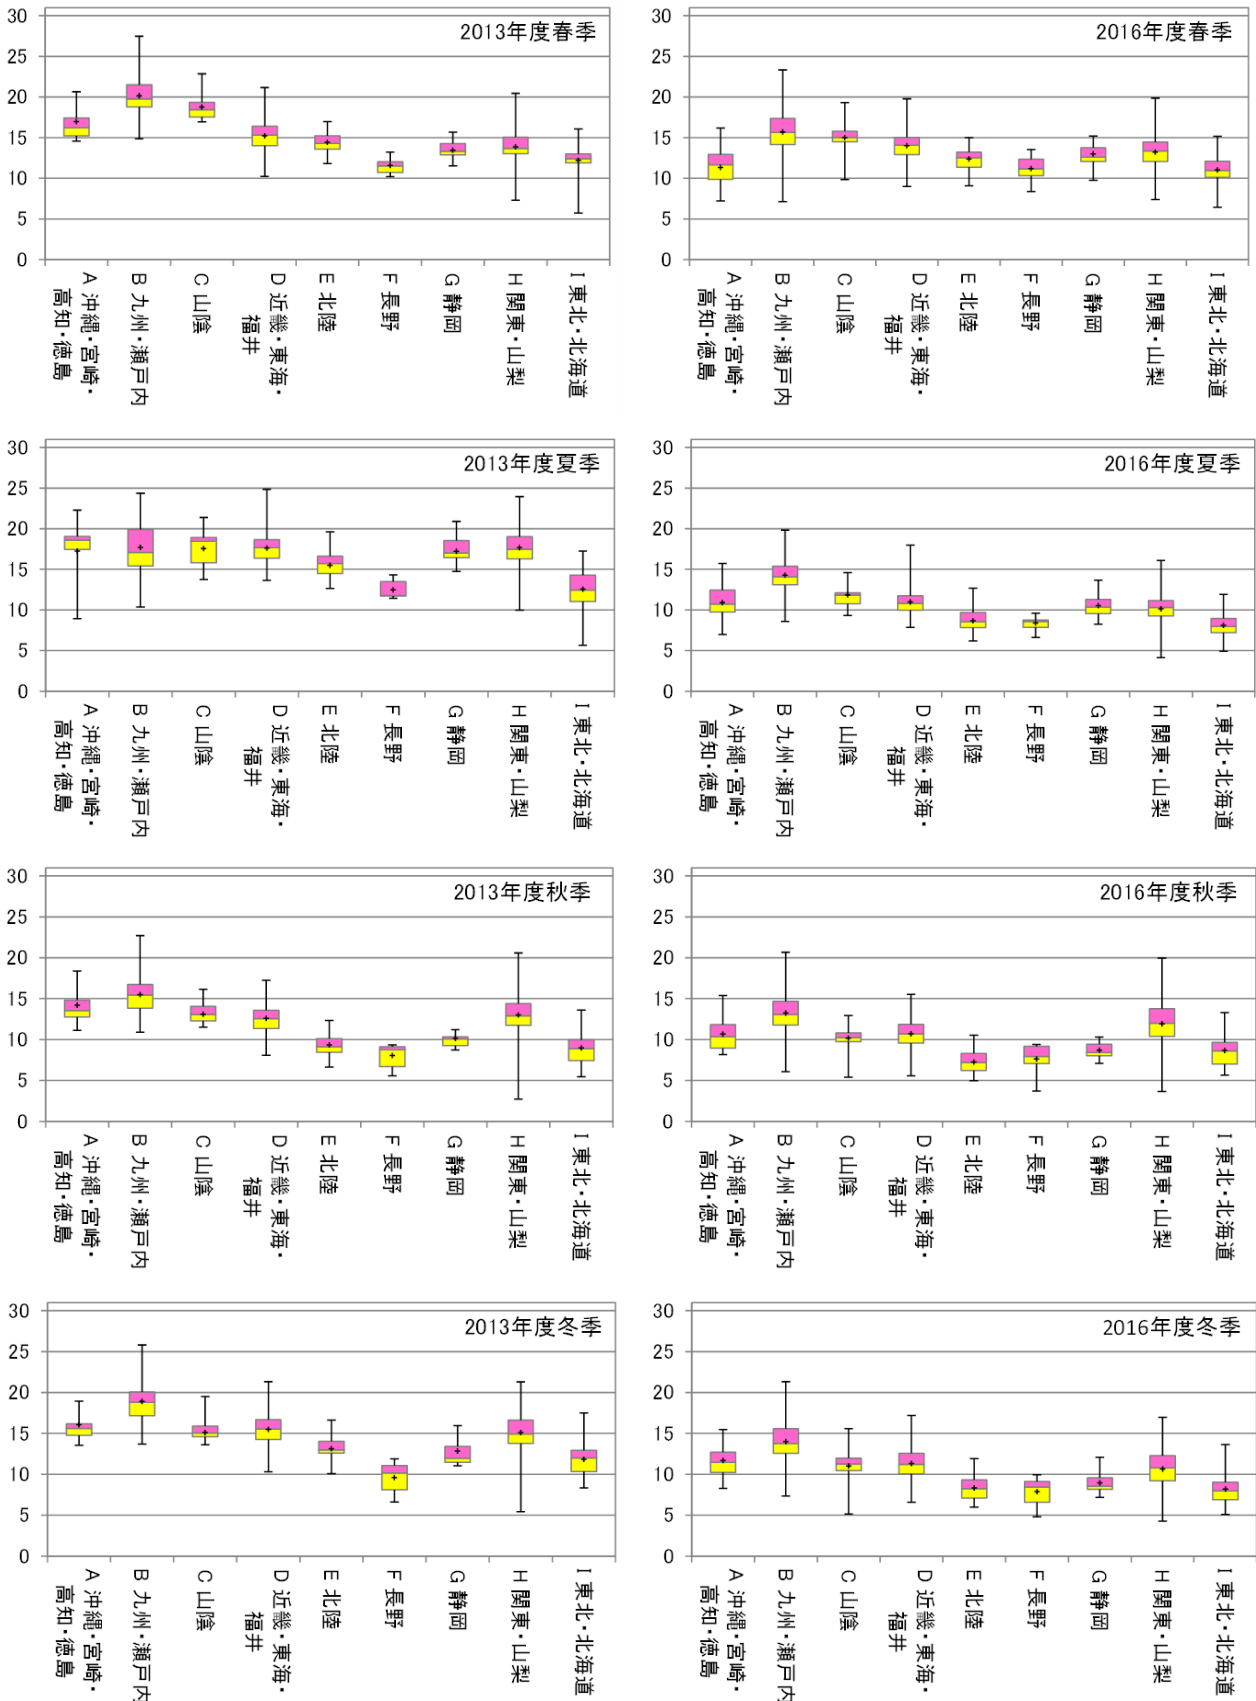 2013年度春季
30
25
20
15
10
5
0
A 沖縄・宮崎・
高知・徳島
B 九州・瀬戸内
C 山陰
D 近畿・東海・
福井
E 北陸
F 長野
G 静岡
H 関東・山梨
I 東北・北海道
2016年度春季
30
25
20
15
10
5
0
A 沖縄・宮崎・
高知・徳島
B 九州・瀬戸内
C 山陰
D 近畿・東海・
福井
E 北陸
F 長野
G 静岡
H 関東・山梨
I 東北・北海道
2013年度夏季
30
25
20
15
10
5
0
A 沖縄・宮崎・
高知・徳島
B 九州・瀬戸内
C 山陰
D 近畿・東海・
福井
E 北陸
F 長野
G 静岡
H 関東・山梨
I 東北・北海道
2016年度夏季
30
25
20
15
10
5
0
A 沖縄・宮崎・
高知・徳島
B 九州・瀬戸内
C 山陰
D 近畿・東海・
福井
E 北陸
F 長野
G 静岡
H 関東・山梨
I 東北・北海道
2013年度秋季
30
25
20
15
10
5
0
A 沖縄・宮崎・
高知・徳島
B 九州・瀬戸内
C 山陰
D 近畿・東海・
福井
E 北陸
F 長野
G 静岡
H 関東・山梨
I 東北・北海道
2016年度秋季
30
25
20
15
10
5
0
A 沖縄・宮崎・
高知・徳島
B 九州・瀬戸内
C 山陰
D 近畿・東海・
福井
E 北陸
F 長野
G 静岡
H 関東・山梨
I 東北・北海道
2013年度冬季
30
25
20
15
10
5
0
A 沖縄・宮崎・
高知・徳島
B 九州・瀬戸内
C 山陰
D 近畿・東海・
福井
E 北陸
F 長野
G 静岡
H 関東・山梨
I 東北・北海道
2016年度冬季
30
25
20
15
10
5
0
A 沖縄・宮崎・
高知・徳島
B 九州・瀬戸内
C 山陰
D 近畿・東海・
福井
E 北陸
F 長野
G 静岡
H 関東・山梨
I 東北・北海道